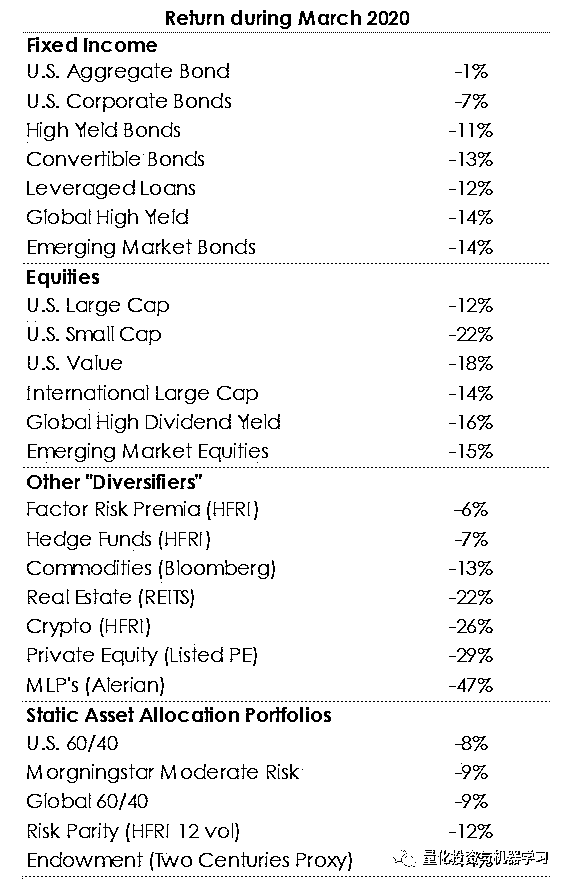 Return during March 2020
Fixed Income
U.S. Aggregate Bond -1%
U.S. Corporate Bonds -7%
High Yield Bonds -11%
Convertible Bonds -13%
Leveraged Loans -12%
Global High Yield -14%
Emerging Market Bonds -14%
Equities
U.S. Large Cap -12%
U.S. Small Cap -22%
U.S. Value -18%
International Large Cap -14%
Global High Dividend Yield -16%
Emerging Market Equities -15%
Other "Diversifiers"
Factor Risk Premia (HFRI) -6%
Hedge Funds (HFRI) -7%
Commodities (Bloomberg) -13%
Real Estate (REITS) -22%
Crypto (HFRI) -26%
Private Equity (Listed PE) -29%
MLP's (Alerian) -47%
Static Asset Allocation Portfolios
U.S. 60/40 -8%
Morgningstar Moderate Risk -9%
Global 60/40 -9%
Risk Parity (HFRI 12 vol) -12%
Endowment (Two Centuries Proxy)
量化投资与机器学习